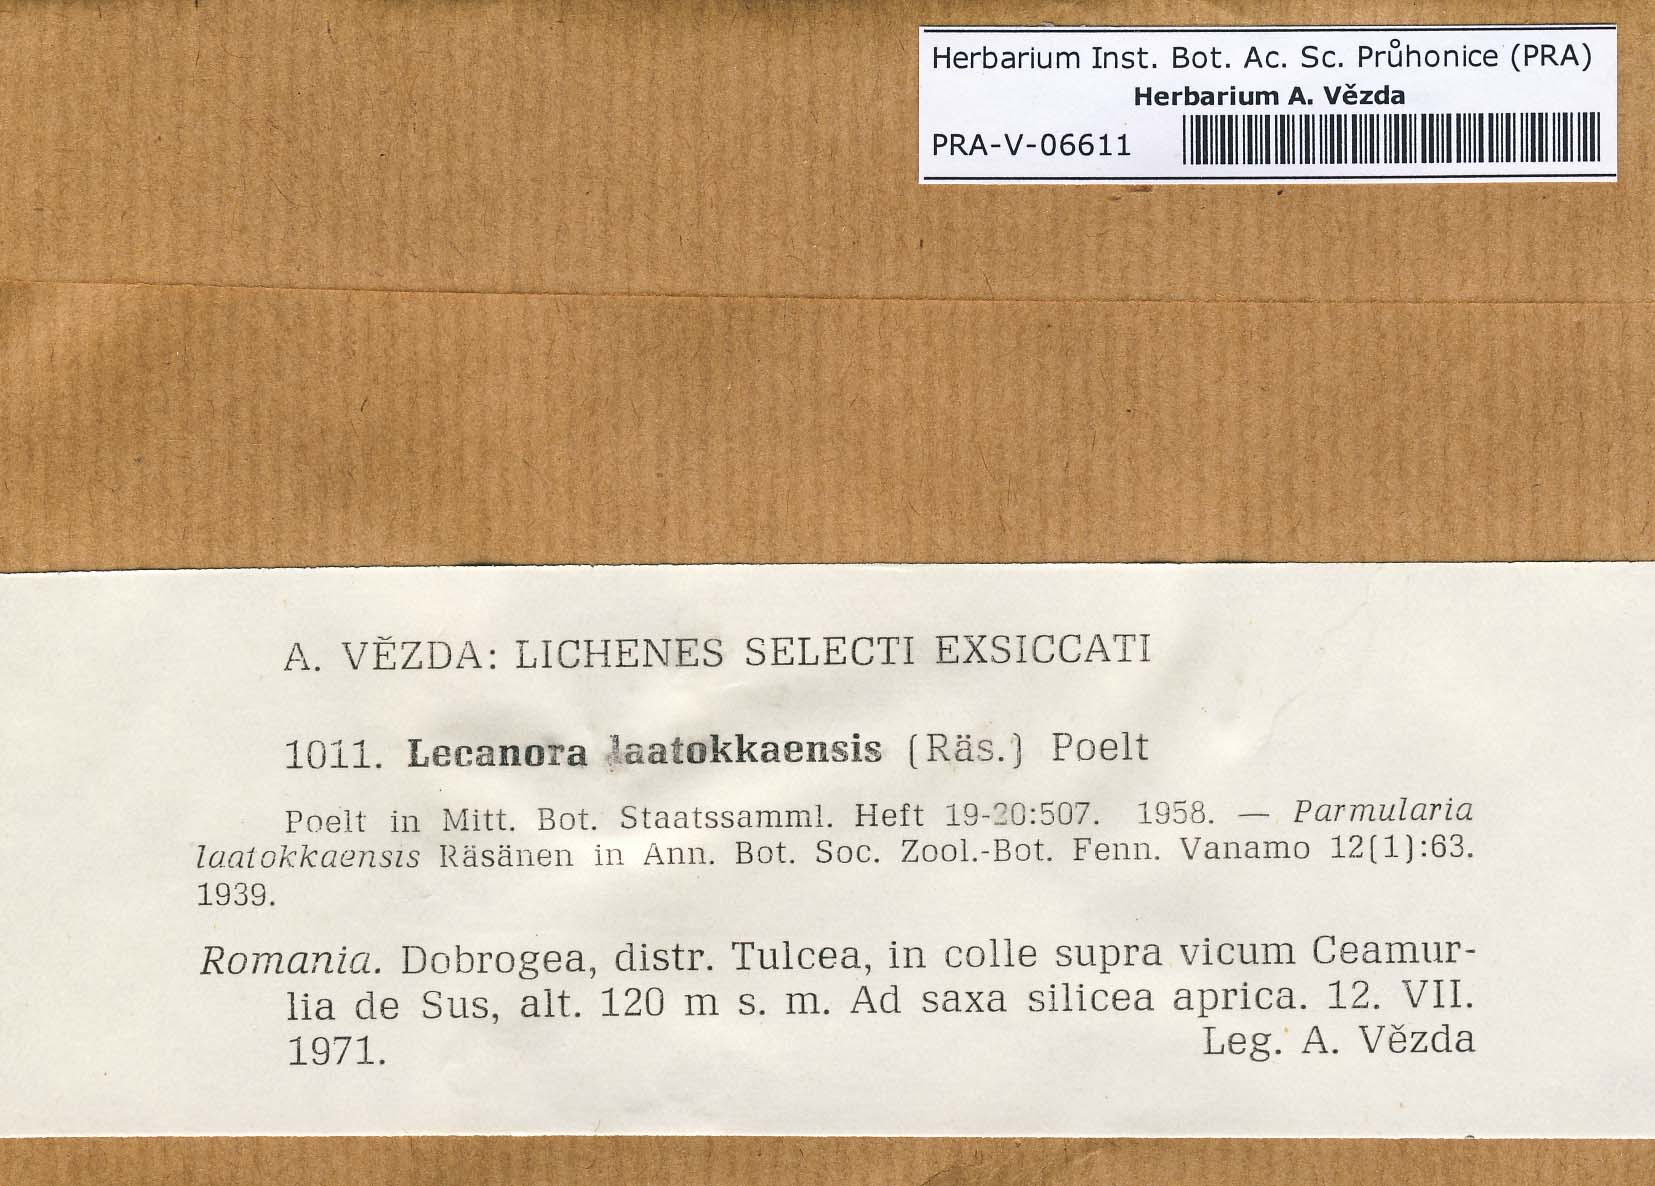 Herbarium Inst. Bot. Ac. Sc. Průhonice (PRA)
Herbarium A. Vězda
PRA-V-06611
A. VĚZDA: LICHENES SELECTI EXSICCATI
1011. Lecanora laatokkaensis (Räs.) Poelt
Poelt in Mitt. Bot. Staatssamml. Heft 19-20:507. 1958. — Parmularia
laatokkaensis Räsänen in Ann. Bot. Soc. Zool.-Bot. Fenn. Vanamo 12(1):63.
1939.
Romania. Dobrogea, distr. Tulcea, in colle supra vicum Ceamur-
lia de Sus, alt. 120 m s. m. Ad saxa silicea aprica. 12. VII.
1971. Leg. A. Vězda